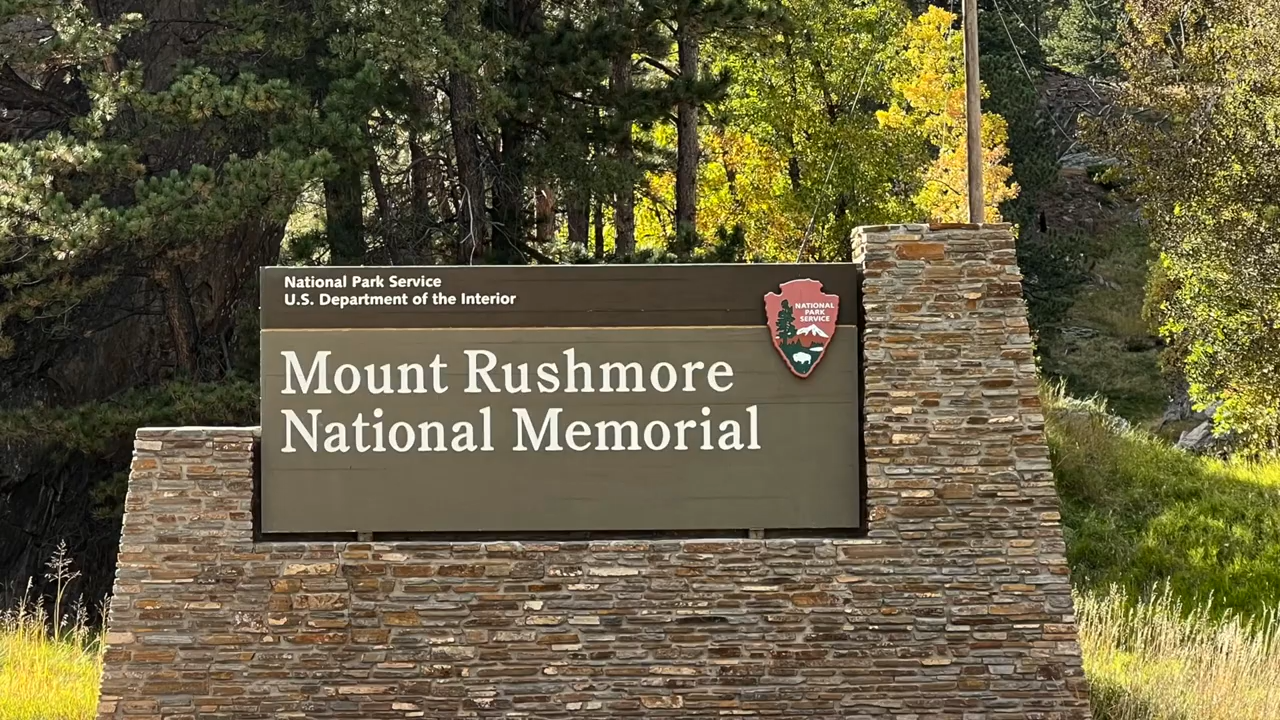 National Park Service
U.S. Department of the Interior
NATIONAL
PARK
SERVICE
Mount Rushmore
National Memorial